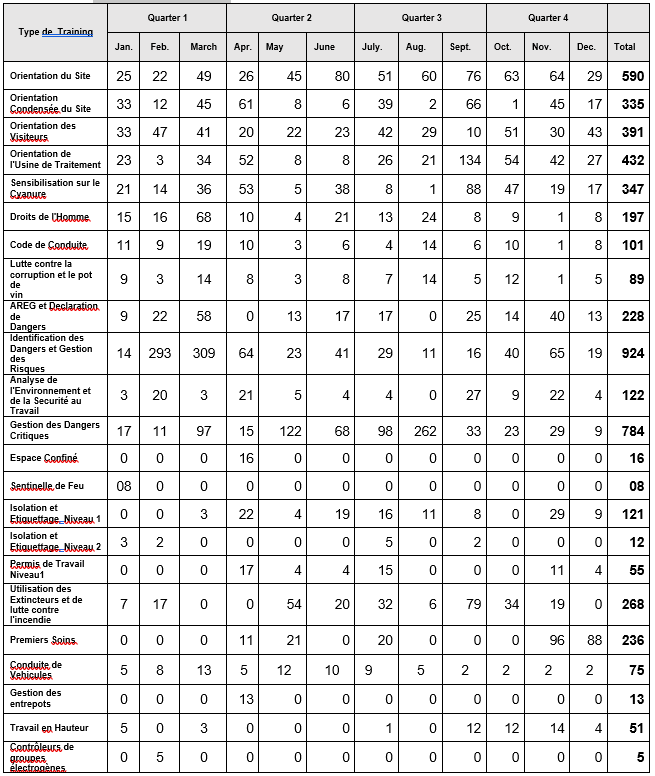 Type de Training Quarter 1 Quarter 2 Quarter 3 Quarter 4
Jan. Feb. March Apr. May June July. Aug. Sept. Oct. Nov. Dec. Total
Orientation du Site 25 22 49 26 45 80 51 60 76 63 64 29 590
Orientation
Condensée du Site 33 12 45 61 8 6 39 2 66 1 45 17 335
Orientation des
Visiteurs 33 47 41 20 22 23 42 29 10 51 30 43 391
Orientation de
l'Usine de Traitement 23 3 34 52 8 8 26 21 134 54 42 27 432
Sensibilisation sur le
Cyanure 21 14 36 53 5 38 8 1 88 47 19 17 347
Droits de l'Homme 15 16 68 10 4 21 13 24 8 9 1 8 197
Code de Conduite 11 9 19 10 3 6 4 14 6 10 1 8 101
Lutte contre la
corruption et le pot
de
vin 9 3 14 8 3 8 7 14 5 12 1 5 89
AREG et Declaration
de
Dangers 9 22 58 0 13 17 17 0 25 14 40 13 228
Identification des
Dangers et Gestion
des
Risques 14 293 309 64 23 41 29 11 16 40 65 19 924
Analyse de
l'Environnement et
de la Securité au
Travail 3 20 3 21 5 4 4 0 27 9 22 4 122
Gestion des Dangers
Critiques 17 11 97 15 122 68 98 262 33 23 29 9 784
Espace Confiné 0 0 0 16 0 0 0 0 0 0 0 0 16
Sentinelle de Feu 08 0 0 0 0 0 0 0 0 0 0 0 08
Isolation et
Etiquettage Niveau 1 0 0 3 22 4 19 16 11 8 0 29 9 121
Isolation et
Etiquettage Niveau 2 3 2 0 0 0 0 5 0 2 0 0 0 12
Permis de Travail
Niveau1 0 0 0 17 4 4 15 0 0 0 11 4 55
Utilisation des
Extincteurs et de
lutte contre
l'incendie 7 17 0 0 54 20 32 6 79 34 19 0 268
Premiers Soins 0 0 0 11 21 0 20 0 0 0 96 88 236
Conduite de
Vehicules 5 8 13 5 12 10 9 5 2 2 2 2 75
Gestion des
entrepots 0 0 0 13 0 0 0 0 0 0 0 0 13
Travail en Hauteur 5 0 3 0 0 0 1 0 12 12 14 4 51
Contrôleurs de
groupes
électrogènes 0 5 0 0 0 0 0 0 0 0 0 0 5